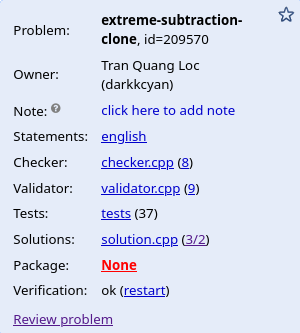 Problem: extreme-subtraction-
clone, id=209570
Owner: Tran Quang Loc
(darkkcyan)
Note: ? click here to add note
Statements: english
Checker: checker.cpp (8)
Validator: validator.cpp (9)
Tests: tests (37)
Solutions: solution.cpp (3/2)
Package: None
Verification: ok (restart)
Review problem